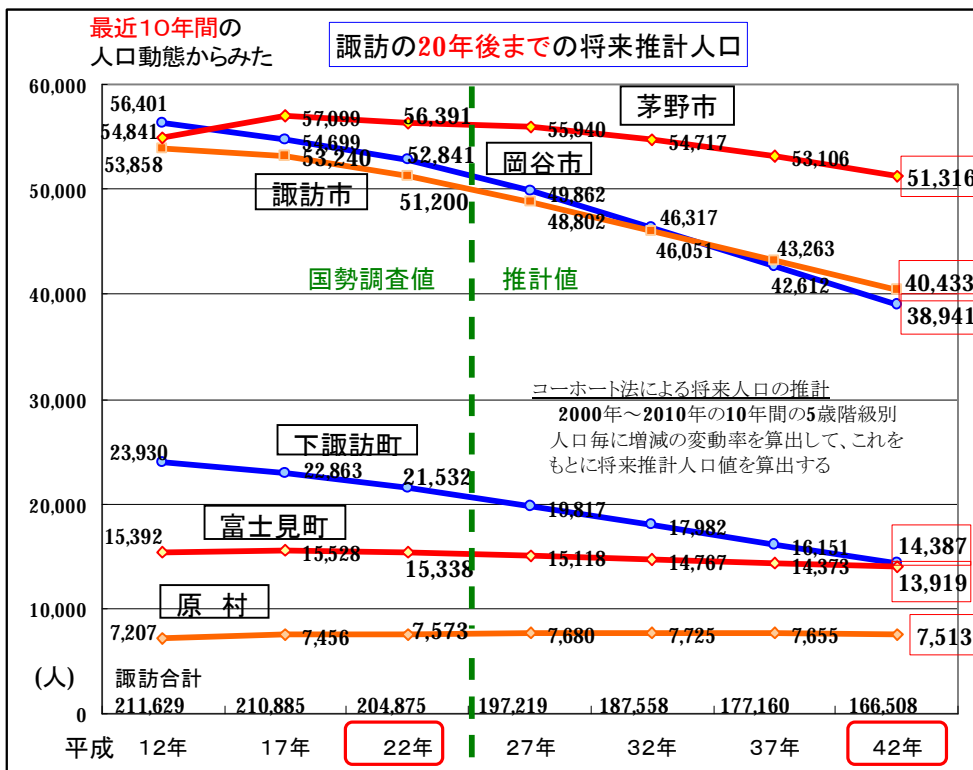 最近10年間の
人口動態からみた
諏訪の20年後までの将来推計人口
60,000
50,000
40,000
30,000
20,000
10,000
0
(人)
茅野市
54,841
57,099
56,391
55,940
54,717
53,106
51,316
岡谷市
56,401
54,699
52,841
49,862
46,317
42,612
38,941
諏訪市
53,858
53,240
51,200
48,802
46,051
43,263
40,433
国勢調査値
推計値
コーホート法による将来人口の推計
2000年～2010年の10年間の5歳階級別
人口毎に増減の変動率を算出して、これを
もとに将来推計人口値を算出する
下諏訪町
23,930
22,863
21,532
19,817
17,982
16,151
14,387
富士見町
15,392
15,528
15,338
15,118
14,767
14,373
13,919
原 村
7,207
7,456
7,573
7,680
7,725
7,655
7,513
諏訪合計
211,629 210,885 204,875 197,219 187,558 177,160 166,508
平成 12年 17年 22年 27年 32年 37年 42年